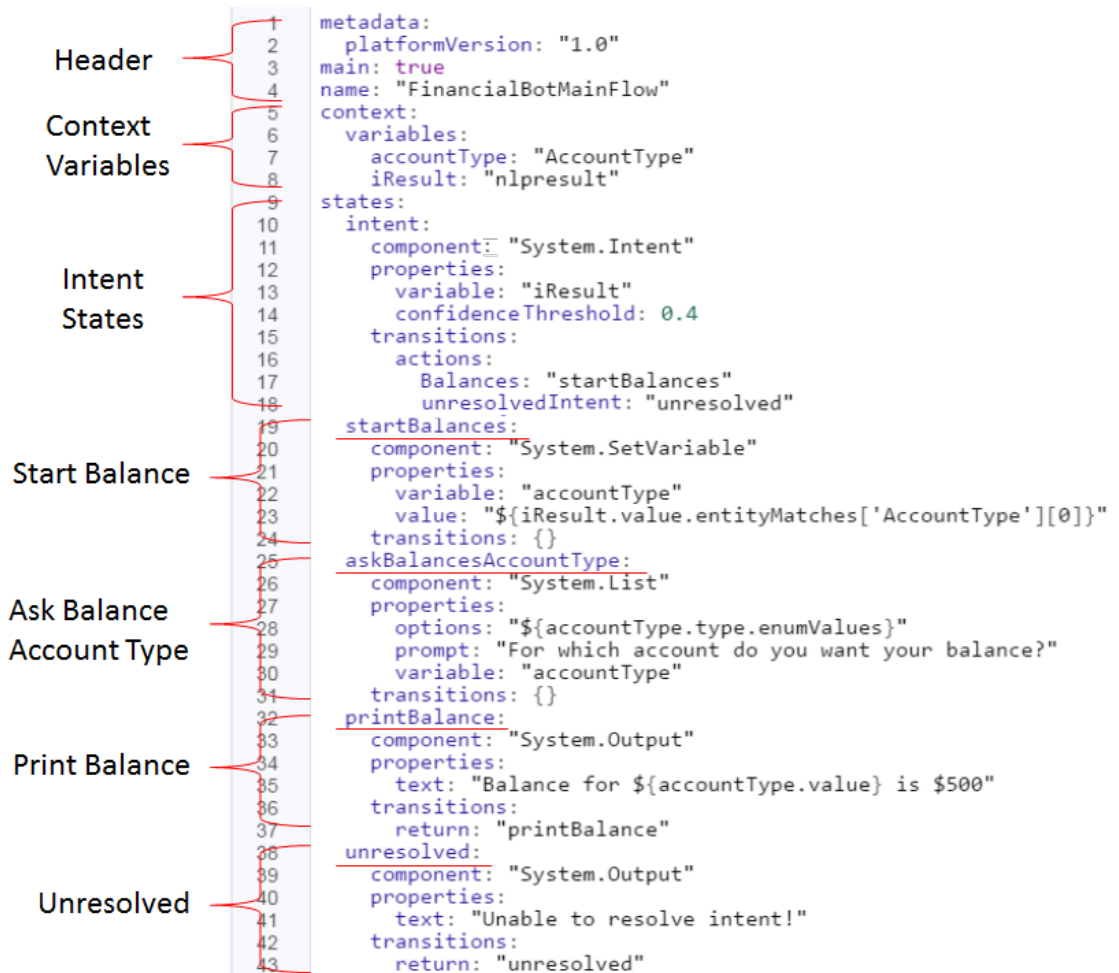 Header
Context
Variables
Intent
States
Start Balance
Ask Balance
Account Type
Print Balance
Unresolved
1 metadata:
2 platformVersion: "1.0"
3 main: true
4 name: "FinancialBotMainFlow"
5 context:
6 variables:
7 accountType: "AccountType"
8 iResult: "nlpresult"
9 states:
10 intent:
11 component: "System.Intent"
12 properties:
13 variable: "iResult"
14 confidenceThreshold: 0.4
15 transitions:
16 actions:
17 Balances: "startBalances"
18 unresolvedIntent: "unresolved"
19 startBalances:
20 component: "System.SetVariable"
21 properties:
22 variable: "accountType"
23 value: "${iResult.value.entityMatches['AccountType'][0]}"
24 transitions: {}
25 askBalancesAccountType:
26 component: "System.List"
27 properties:
28 options: "${accountType.type.enumValues}"
29 prompt: "For which account do you want your balance?"
30 variable: "accountType"
31 transitions: {}
32 printBalance:
33 component: "System.Output"
34 properties:
35 text: "Balance for ${accountType.value} is $500"
36 transitions:
37 return: "printBalance"
38 unresolved:
39 component: "System.Output"
40 properties:
41 text: "Unable to resolve intent!"
42 transitions:
43 return: "unresolved"